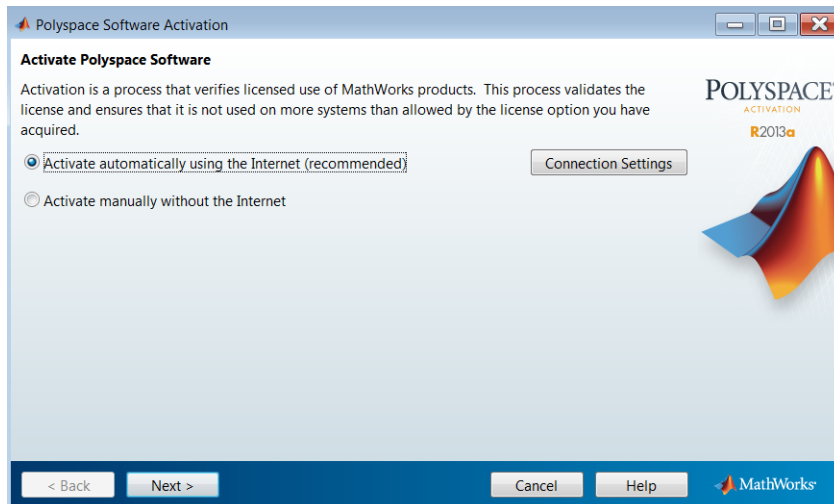 Polyspace Software Activation
Activate Polyspace Software
Activation is a process that verifies licensed use of MathWorks products. This process validates the
license and ensures that it is not used on more systems than allowed by the license option you have
acquired.
POLYSPACE
ACTIVATION
R2013a
Activate automatically using the Internet (recommended)
Connection Settings
Activate manually without the Internet
< Back
Next >
Cancel
Help
MathWorks